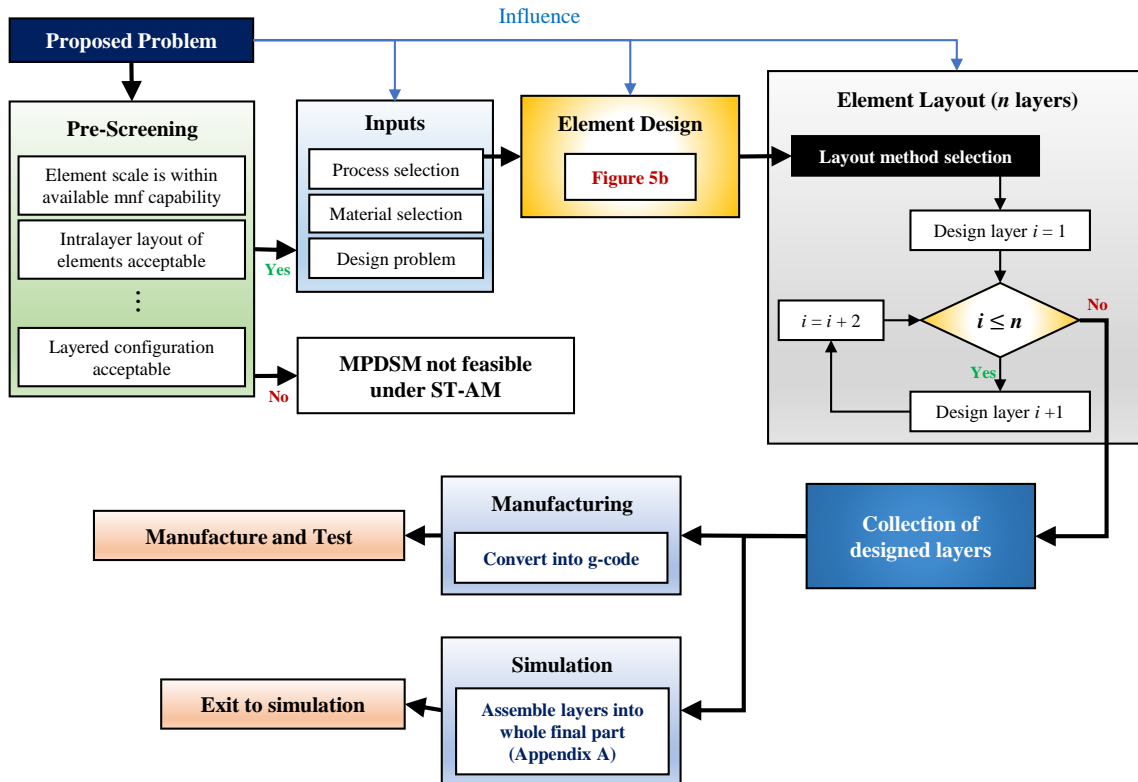 Influence
Proposed Problem
Pre-Screening
Element scale is within
available mnf capability
Intralayer layout of
elements acceptable
⋮
Layered configuration
acceptable
Yes
No
Inputs
Process selection
Material selection
Design problem
MPDSM not feasible
under ST-AM
Element Design
Figure 5b
Element Layout (n layers)
Layout method selection
Design layer i = 1
i = i + 2
i ≤ n
No
Yes
Design layer i +1
Collection of
designed layers
Manufacturing
Convert into g-code
Manufacture and Test
Simulation
Assemble layers into
whole final part
(Appendix A)
Exit to simulation